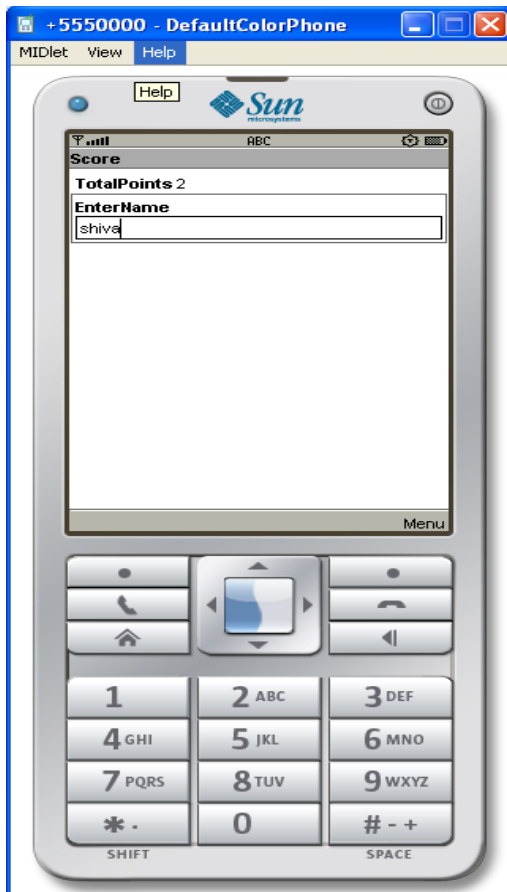 +5550000 - DefaultColorPhone
MIDlet View Help
Help
Sun
microsystems
ABC
Score
TotalPoints 2
EnterName
shiva
Menu
1 2 ABC 3 DEF
4 GHI 5 JKL 6 MNO
7 PQRS 8 TUV 9 WXYZ
* . 0 # - +
SHIFT SPACE